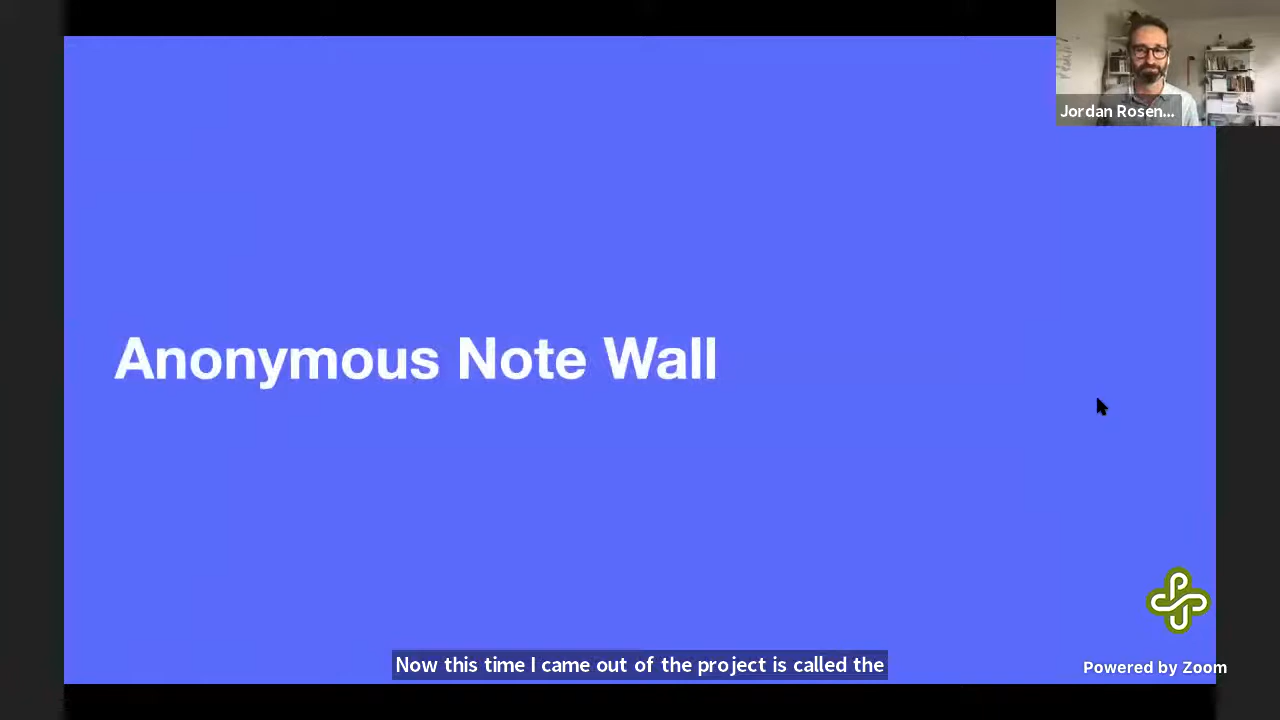 Jordan Rosen...
Anonymous Note Wall
PSU
Now this time I came out of the project is called the
Powered by Zoom